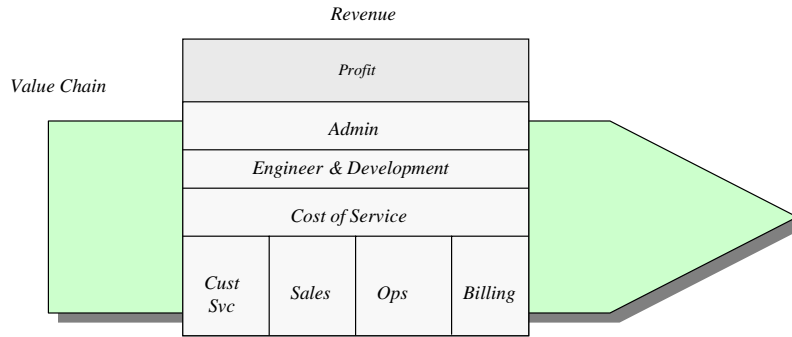 Revenue
Profit
Value Chain
Admin
Engineer & Development
Cost of Service
Cust
Svc
Sales
Ops
Billing